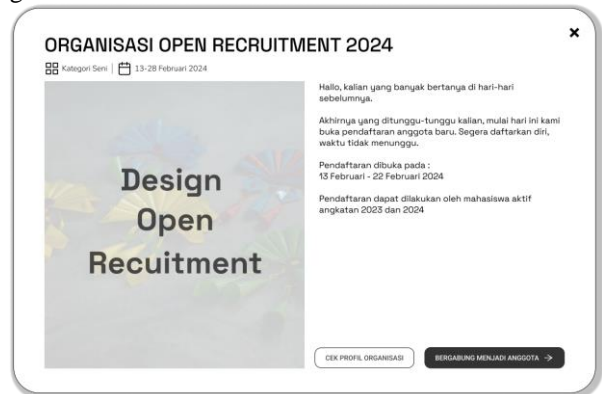 ORGANISASI OPEN RECRUITMENT 2024
×
Kategori Seni | 13-28 Februari 2024
Design
Open
Recuitment
Hallo, kalian yang banyak bertanya di hari-hari
sebelumnya.
Akhirnya yang ditunggu-tunggu kalian, mulai hari ini kami
buka pendaftaran anggota baru. Segera daftarkan diri,
waktu tidak menunggu.
Pendaftaran dibuka pada :
13 Februari - 22 Februari 2024
Pendaftaran dapat dilakukan oleh mahasiswa aktif
angkatan 2023 dan 2024
CEK PROFIL ORGANISASI
BERGABUNG MENJADI ANGGOTA →